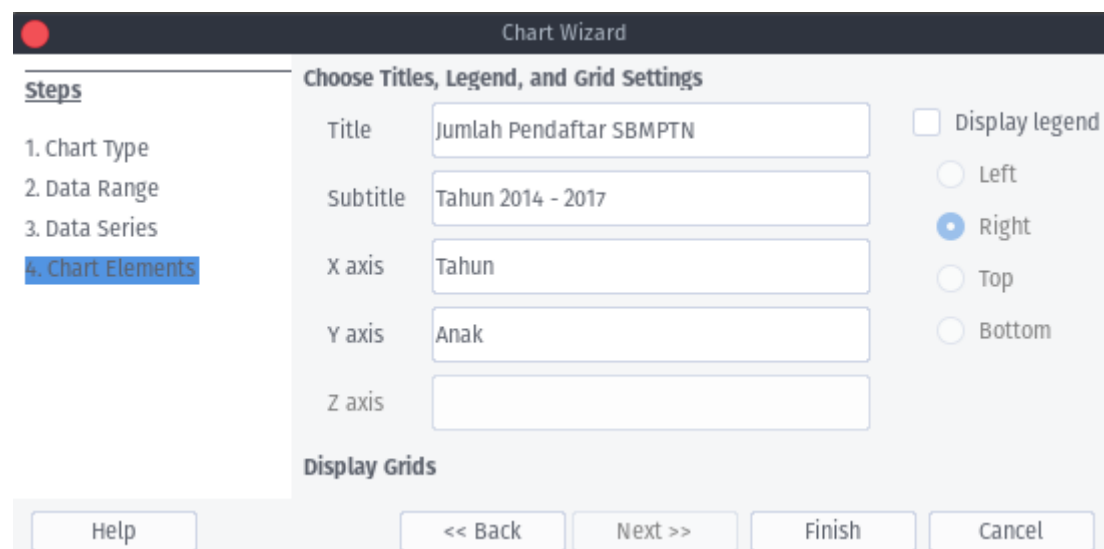 Chart Wizard
Steps
1. Chart Type
2. Data Range
3. Data Series
4. Chart Elements
Choose Titles, Legend, and Grid Settings
Title Jumlah Pendaftar SBMPTN
Subtitle Tahun 2014 - 2017
X axis Tahun
Y axis Anak
Z axis
Display legend
Left
Right
Top
Bottom
Display Grids
Help << Back Next >> Finish Cancel